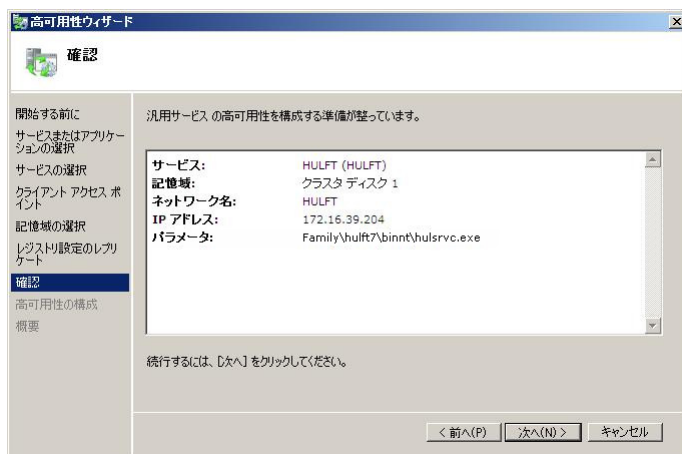 高可用性ウィザード
確認
開始する前に
サービスまたはアプリケー
ションの選択
サービスの選択
クライアント アクセス ポ
イント
記憶域の選択
レジストリ設定のレプリ
ケート
確認
高可用性の構成
概要
汎用サービス の高可用性を構成する準備が整っています。
サービス: HULFT (HULFT)
記憶域: クラスタ ディスク 1
ネットワーク名: HULFT
IP アドレス: 172.16.39.204
パラメータ: Family\hulft7\binnt\hulsrvc.exe
続行するには、[次へ] をクリックしてください。
< 前へ(P) 次へ(N) > キャンセル